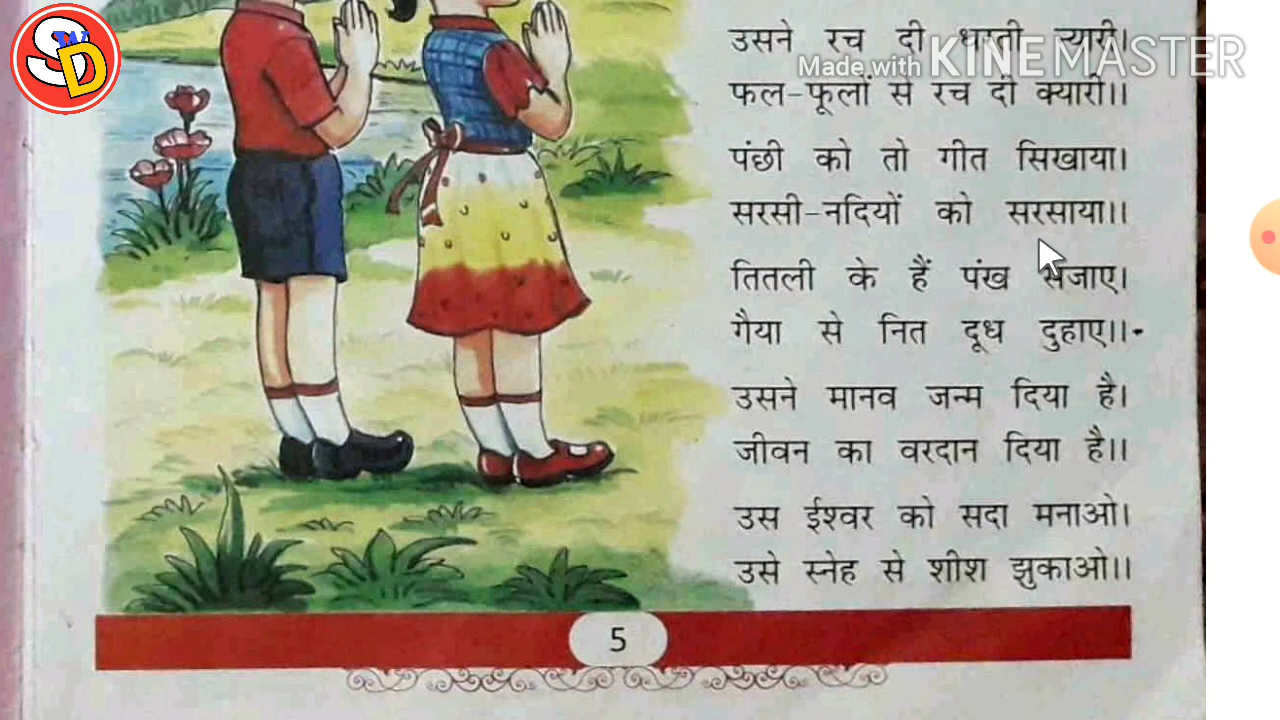 SWD
उसने रच दी धरती न्यारी।
Made with KINEMASTER
फल-फूलों से रच दी क्यारी।।
पंछी को तो गीत सिखाया।
सरसी-नदियों को सरसाया।।
तितली के हैं पंख सजाए।
गैया से नित दूध दुहाए।।
उसने मानव जन्म दिया है।
जीवन का वरदान दिया है।।
उस ईश्वर को सदा मनाओ।
उसे स्नेह से शीश झुकाओ।।
5